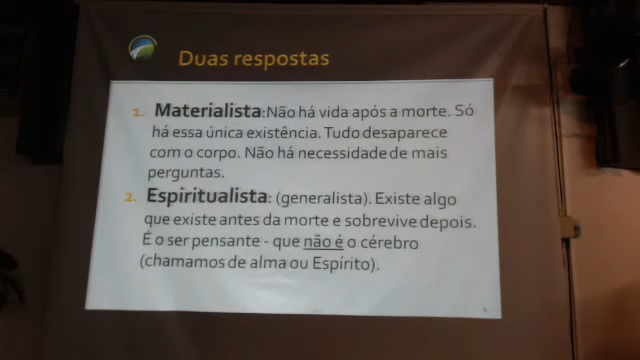 Duas respostas
1. Materialista: Não há vida após a morte. Só
há essa única existência. Tudo desaparece
com o corpo. Não há necessidade de mais
perguntas.
2. Espiritualista: (generalista). Existe algo
que existe antes da morte e sobrevive depois.
É o ser pensante - que não é o cérebro
(chamamos de alma ou Espírito).